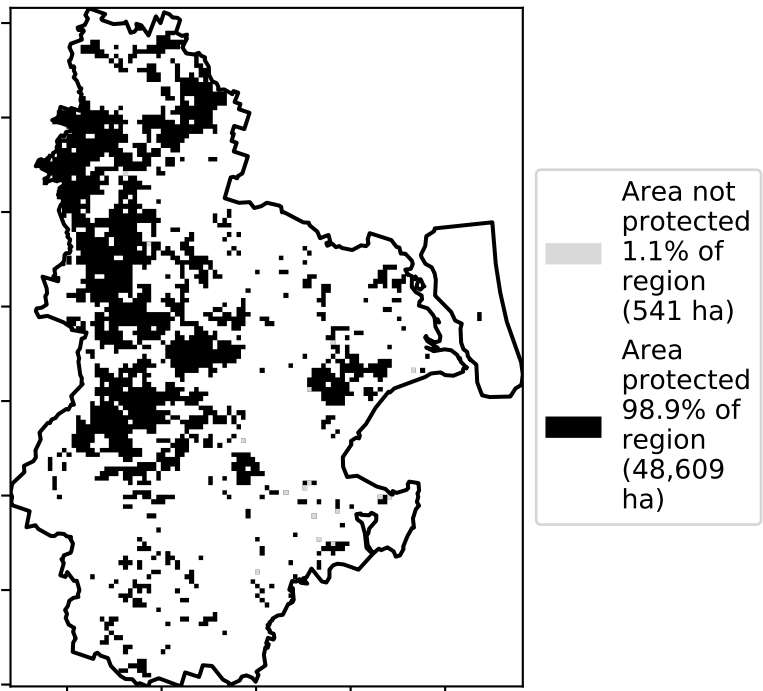 Area not
protected
1.1% of
region
(541 ha)
Area
protected
98.9% of
region
(48,609
ha)